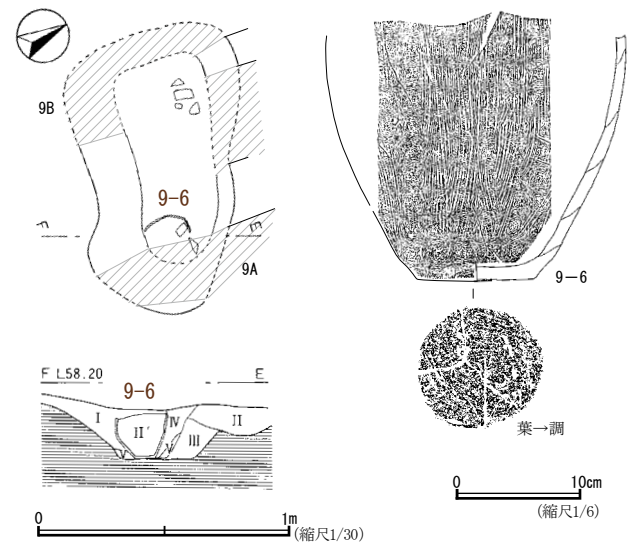 9B
9-6
F
E
9A
F L.58.20
E
9-6
I
II'
IV
III
II
V
V
0
1m
(縮尺1/30)
9-6
葉→調
0
10cm
(縮尺1/6)